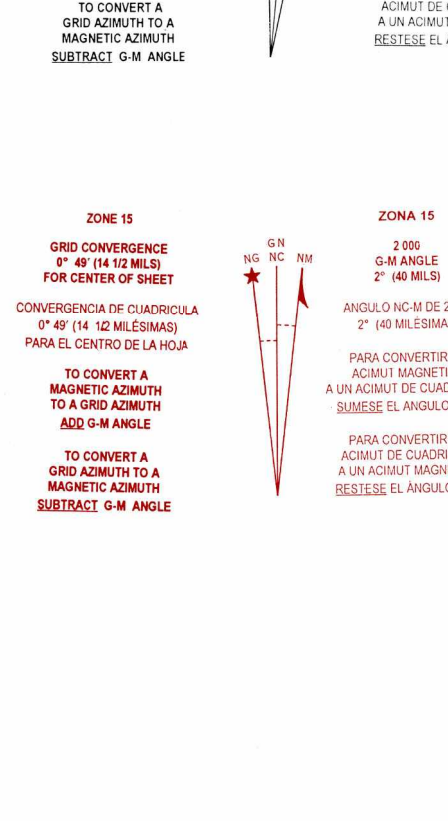 TO CONVERT A
GRID AZIMUTH TO A
MAGNETIC AZIMUTH
SUBTRACT G-M ANGLE
ACIMUT DE
A UN ACIMUT
RESTESE EL
ZONE 15
GRID CONVERGENCE
0° 49′ (14 1/2 MILS)
FOR CENTER OF SHEET
CONVERGENCIA DE CUADRICULA
0° 49′ (14 1/2 MILÉSIMAS)
PARA EL CENTRO DE LA HOJA
TO CONVERT A
MAGNETIC AZIMUTH
TO A GRID AZIMUTH
ADD G-M ANGLE
TO CONVERT A
GRID AZIMUTH TO A
MAGNETIC AZIMUTH
SUBTRACT G-M ANGLE
GN
NG NC NM
ZONA 15
2 000
G-M ANGLE
2° (40 MILS)
ANGULO NC-M DE 2
2° (40 MILÉSIMA
PARA CONVERTIR
ACIMUT MAGNETI
A UN ACIMUT DE CUAD
SUMESE EL ANGULO
PARA CONVERTIR
ACIMUT DE CUADRI
A UN ACIMUT MAGN
RESTESE EL ÁNGULO